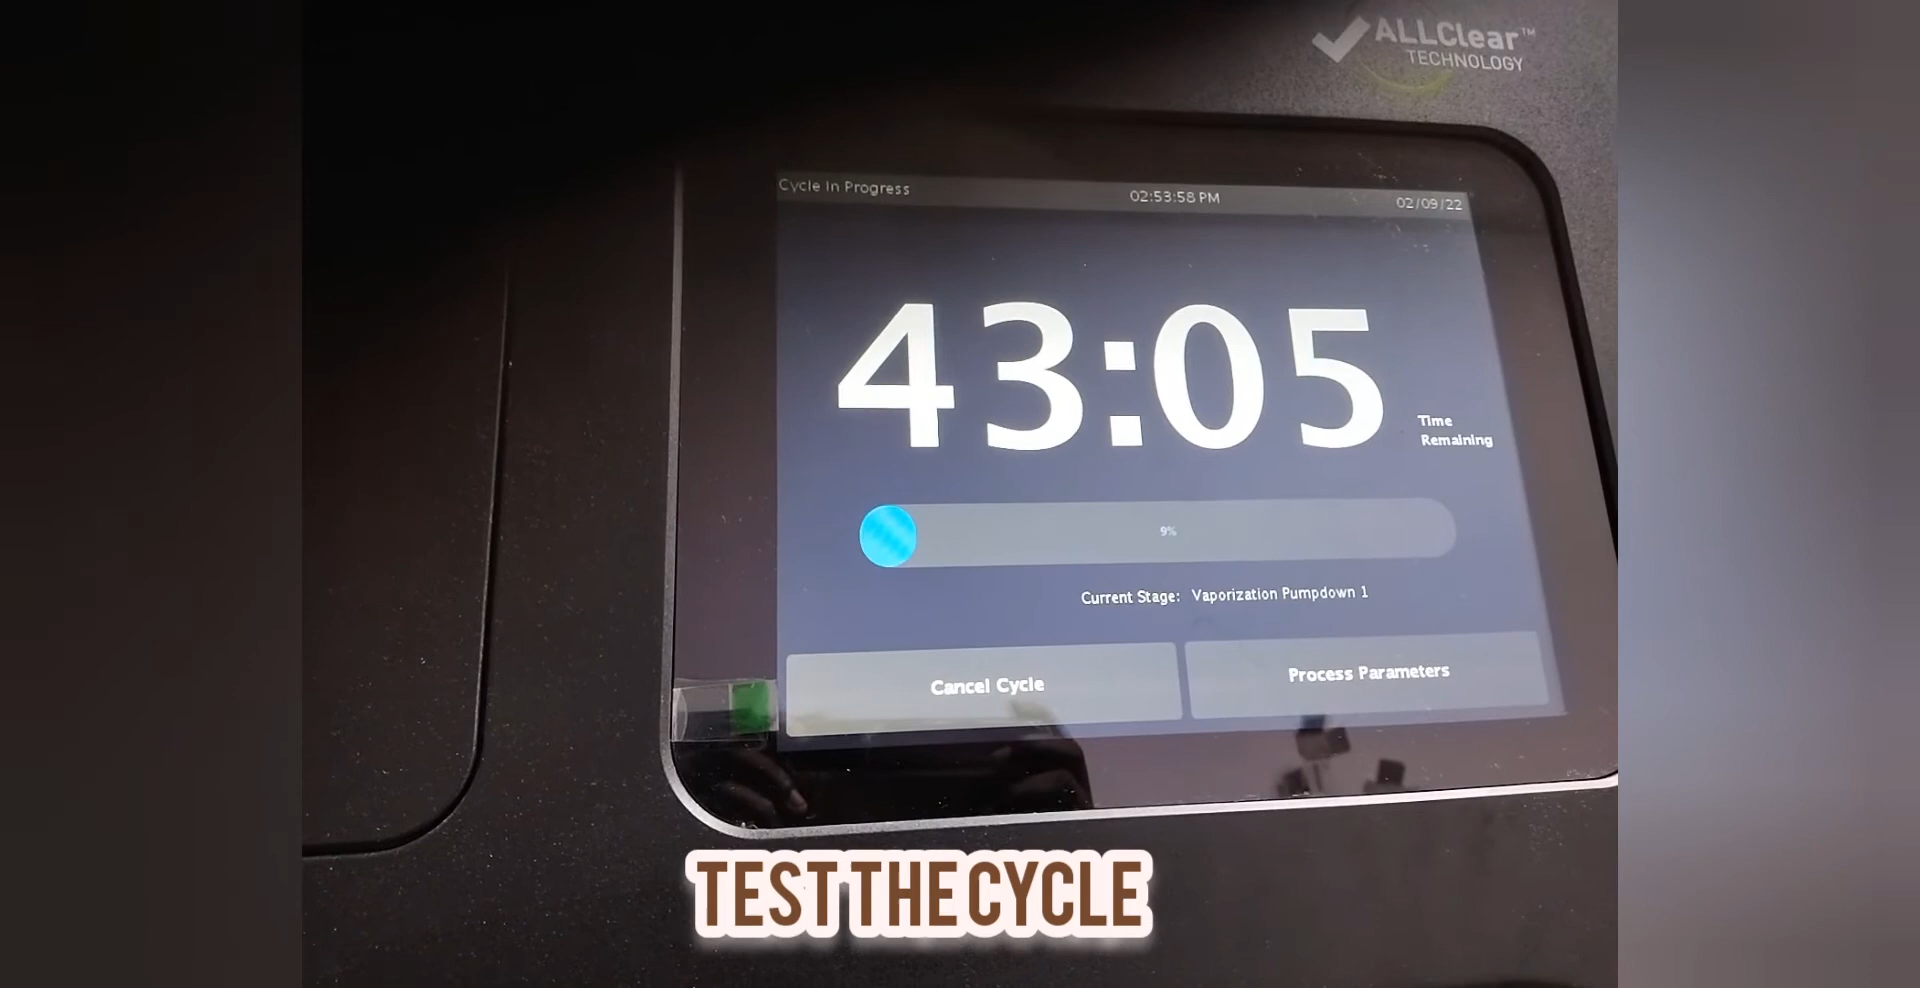 ALLClear™
TECHNOLOGY
Cycle In Progress 02:53:58 PM 02/09/22
43:05
Time
Remaining
9%
Current Stage: Vaporization Pumpdown 1
Cancel Cycle Process Parameters
TEST THE CYCLE